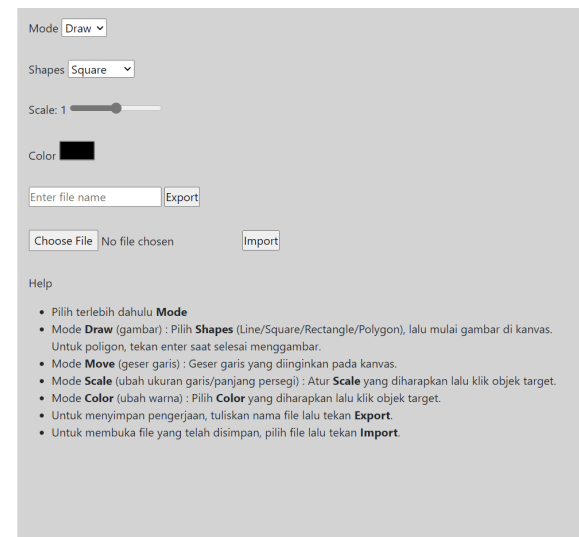 Mode Draw
Shapes Square
Scale: 1
Color
Enter file name Export
Choose File No file chosen Import
Help
Pilih terlebih dahulu Mode
Mode Draw (gambar) : Pilih Shapes (Line/Square/Rectangle/Polygon), lalu mulai gambar di kanvas.
Untuk poligon, tekan enter saat selesai menggambar.
Mode Move (geser garis) : Geser garis yang diinginkan pada kanvas.
Mode Scale (ubah ukuran garis/panjang persegi) : Atur Scale yang diharapkan lalu klik objek target.
Mode Color (ubah warna) : Pilih Color yang diharapkan lalu klik objek target.
Untuk menyimpan pengerjaan, tuliskan nama file lalu tekan Export.
Untuk membuka file yang telah disimpan, pilih file lalu tekan Import.